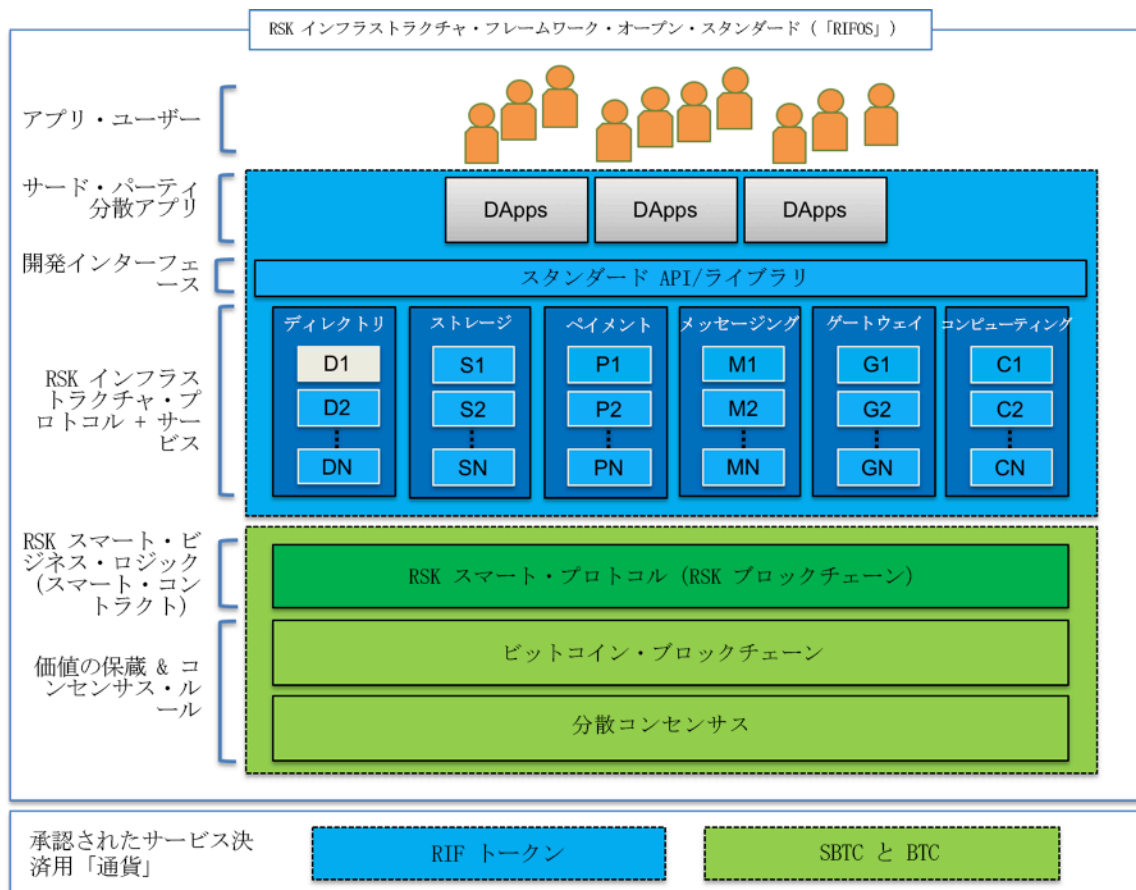 RSK インフラストラクチャ・フレームワーク・オープン・スタンダード（「RIFOS」）
アプリ・ユーザー
サード・パーティ
分散アプリ
DApps
DApps
DApps
開発インターフェ
ース
スタンダード API/ライブラリ
RSK インフラス
トラクチャ・プ
ロトコル + サー
ビス
ディレクトリ
D1
D2
DN
ストレージ
S1
S2
SN
ペイメント
P1
P2
PN
メッセージング
M1
M2
MN
ゲートウェイ
G1
G2
GN
コンピューティング
C1
C2
CN
RSK スマート・ビ
ジネス・ロジック
(スマート・コン
トラクト)
RSK スマート・プロトコル (RSK ブロックチェーン)
価値の保蔵 & コ
ンセンサス・ル
ール
ビットコイン・ブロックチェーン
分散コンセンサス
承認されたサービス決
済用「通貨」
RIF トークン
SBTC と BTC